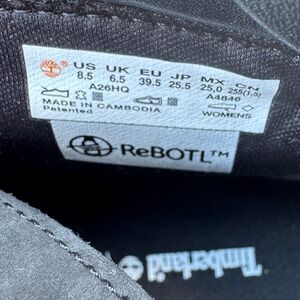 US UK EU JP MX CN
8.5 6.5 39.5 25.5 25,0 255(1.5)
A26HQ A4846
MADE IN CAMBODIA
Patented WOMENS
ReBOTL™
Timberland